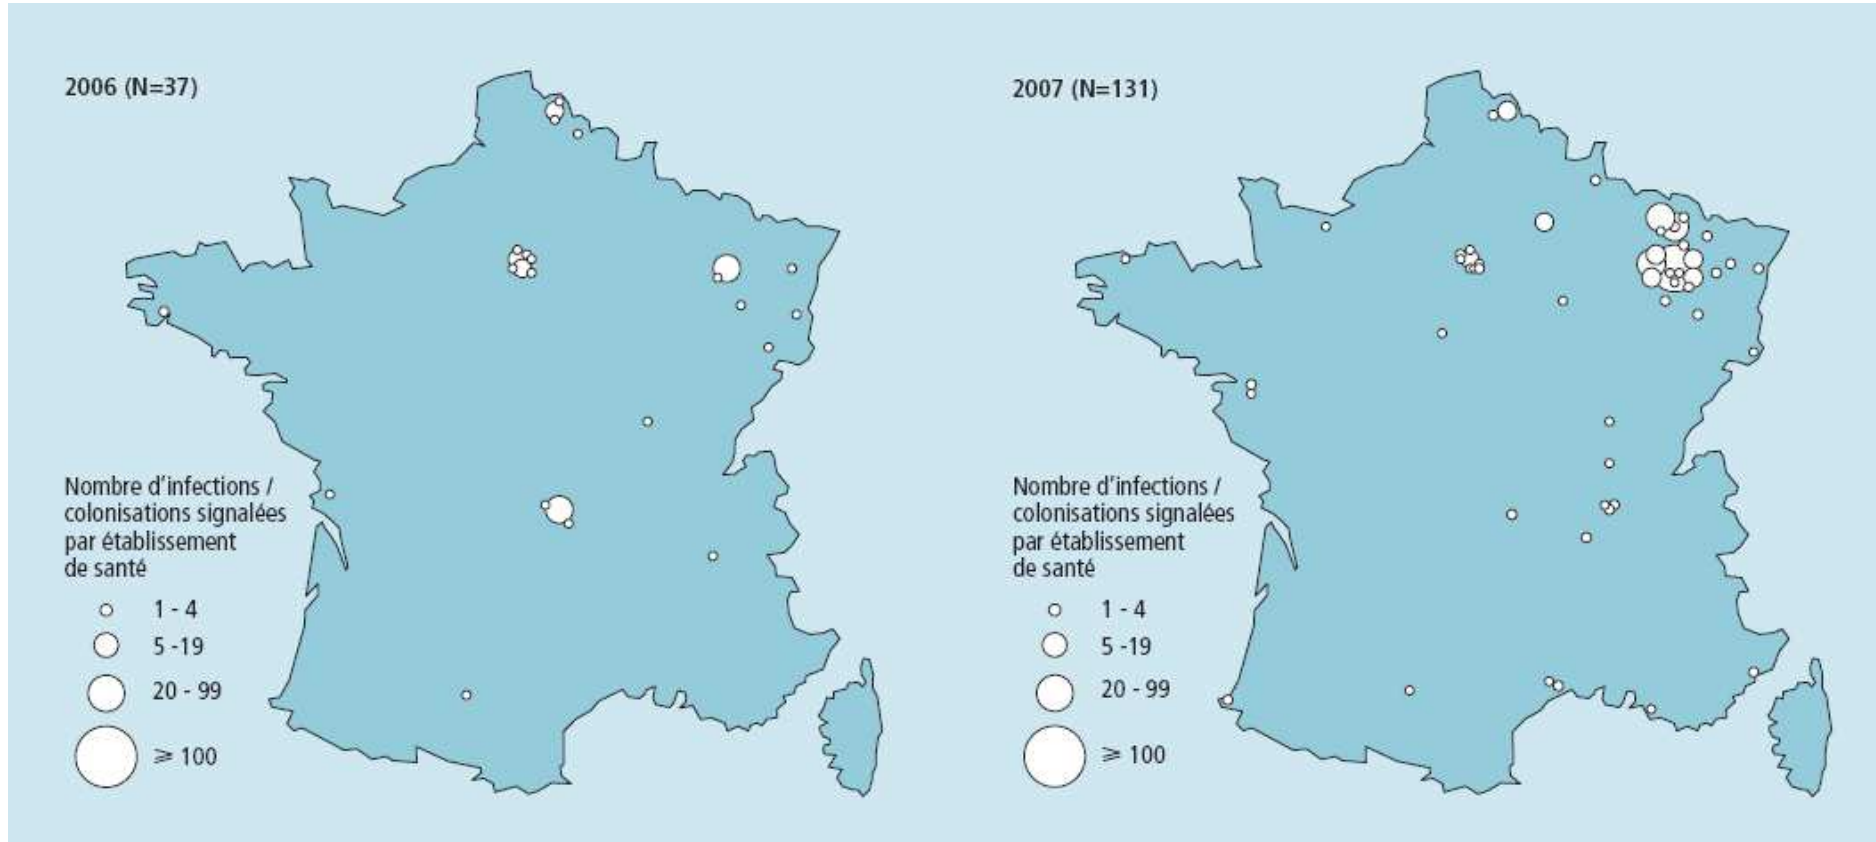 2006 (N=37)
Nombre d'infections /
colonisations signalées
par établissement
de santé
1 - 4
5 -19
20 - 99
≥ 100
2007 (N=131)
Nombre d'infections /
colonisations signalées
par établissement
de santé
1 - 4
5 -19
20 - 99
≥ 100